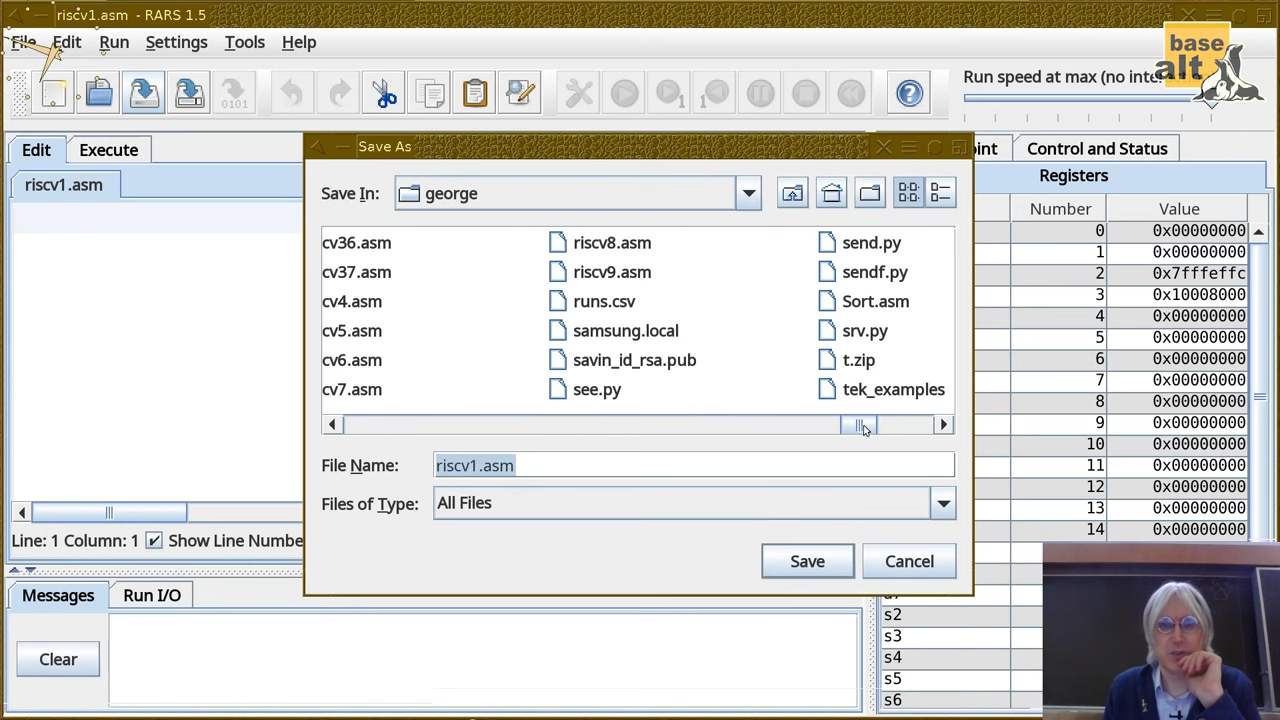 riscv1.asm - RARS 1.5
File Edit Run Settings Tools Help
base
alt
Run speed at max (no inte
Edit Execute
riscv1.asm
Save As
Save In: george
cv36.asm riscv8.asm send.py
cv37.asm riscv9.asm sendf.py
cv4.asm runs.csv Sort.asm
cv5.asm samsung.local srv.py
cv6.asm savin_id_rsa.pub t.zip
cv7.asm see.py tek_examples
File Name: riscv1.asm
Files of Type: All Files
Save Cancel
Line: 1 Column: 1 Show Line Numbe
Messages Run I/O
Clear
oint Control and Status
Registers
Number Value
0 0x00000000
1 0x00000000
2 0x7fffeffc
3 0x10008000
4 0x00000000
5 0x00000000
6 0x00000000
7 0x00000000
8 0x00000000
9 0x00000000
10 0x00000000
11 0x00000000
12 0x00000000
13 0x00000000
14 0x00000000
s2
s3
s4
s5
s6